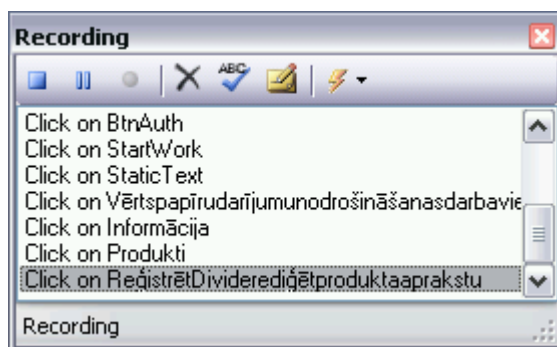 Recording
ABC
Click on BtnAuth
Click on StartWork
Click on StaticText
Click on Vērtspapīrudarījumunodrošināšanasdarbavie
Click on Informācija
Click on Produkti
Click on ReģistrētDividerediģētproduktaaprakstu
Recording